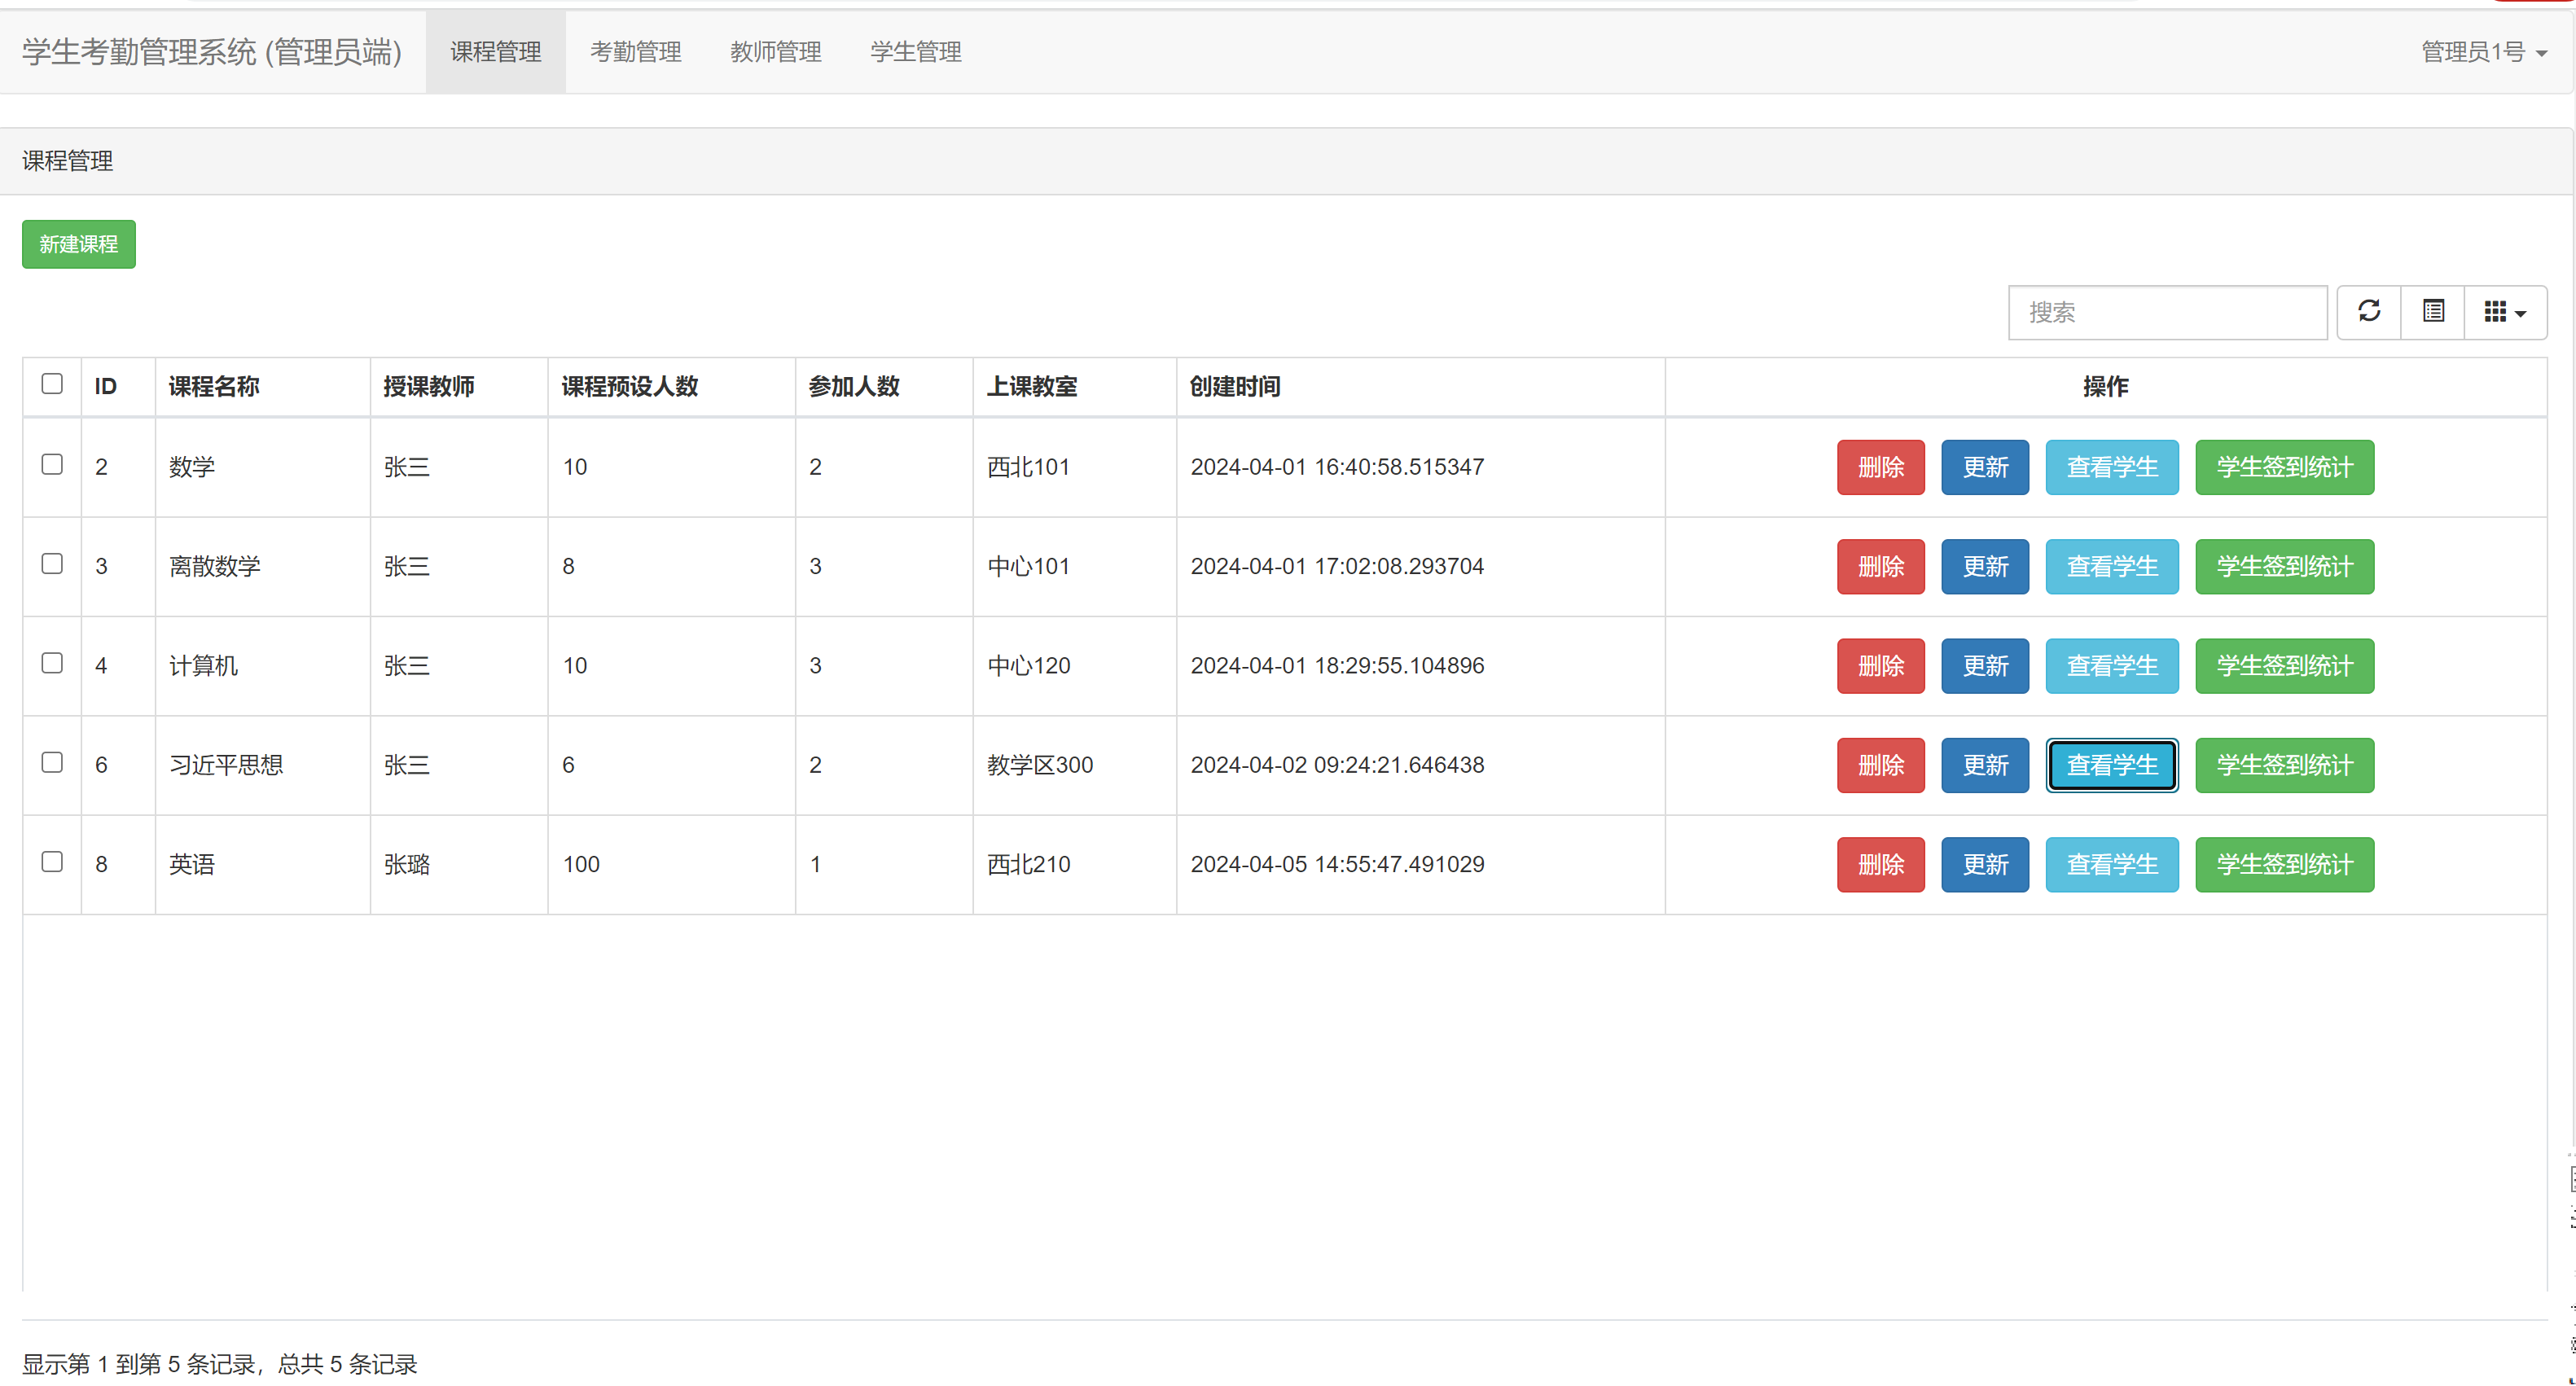 学生考勤管理系统 (管理员端) 课程管理 考勤管理 教师管理 学生管理 管理员1号
课程管理
新建课程
搜索
ID 课程名称 授课教师 课程预设人数 参加人数 上课教室 创建时间 操作
2 数学 张三 10 2 西北101 2024-04-01 16:40:58.515347 删除 更新 查看学生 学生签到统计
3 离散数学 张三 8 3 中心101 2024-04-01 17:02:08.293704 删除 更新 查看学生 学生签到统计
4 计算机 张三 10 3 中心120 2024-04-01 18:29:55.104896 删除 更新 查看学生 学生签到统计
6 习近平思想 张三 6 2 教学区300 2024-04-02 09:24:21.646438 删除 更新 查看学生 学生签到统计
8 英语 张璐 100 1 西北210 2024-04-05 14:55:47.491029 删除 更新 查看学生 学生签到统计
显示第 1 到第 5 条记录，总共 5 条记录